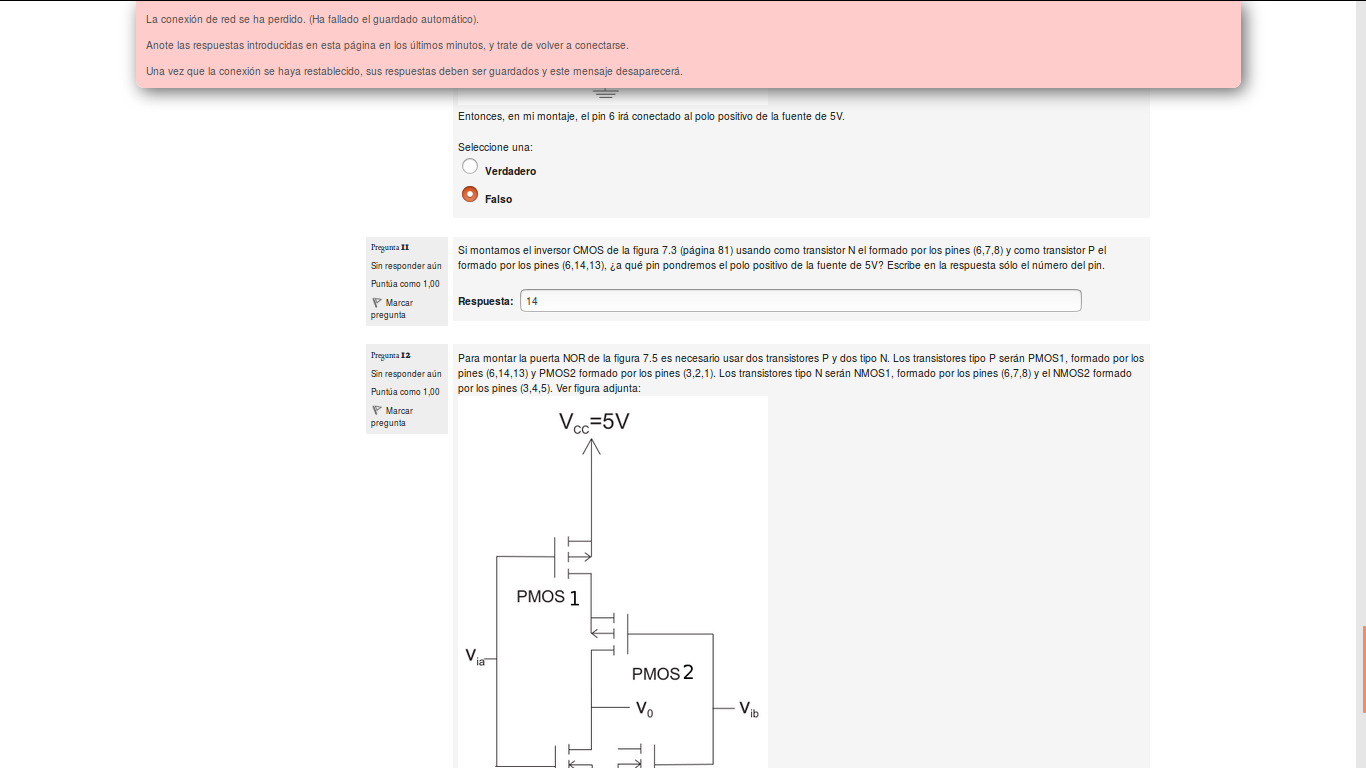 La conexión de red se ha perdido. (Ha fallado el guardado automático).
Anote las respuestas introducidas en esta página en los últimos minutos, y trate de volver a conectarse.
Una vez que la conexión se haya restablecido, sus respuestas deben ser guardados y este mensaje desaparecerá.
Entonces, en mi montaje, el pin 6 irá conectado al polo positivo de la fuente de 5V.
Seleccione una:
Verdadero
Falso
Pregunta 11
Sin responder aún
Puntúa como 1,00
Marcar
pregunta
Si montamos el inversor CMOS de la figura 7.3 (página 81) usando como transistor N el formado por los pines (6,7,8) y como transistor P el
formado por los pines (6,14,13), ¿a qué pin pondremos el polo positivo de la fuente de 5V? Escribe en la respuesta sólo el número del pin.
Respuesta: 14
Pregunta 12
Sin responder aún
Puntúa como 1,00
Marcar
pregunta
Para montar la puerta NOR de la figura 7.5 es necesario usar dos transistores P y dos tipo N. Los transistores tipo P serán PMOS1, formado por los
pines (6,14,13) y PMOS2 formado por los pines (3,2,1). Los transistores tipo N serán NMOS1, formado por los pines (6,7,8) y el NMOS2 formado
por los pines (3,4,5). Ver figura adjunta:
VCC=5V
PMOS 1
Via
PMOS 2
V0
Vib